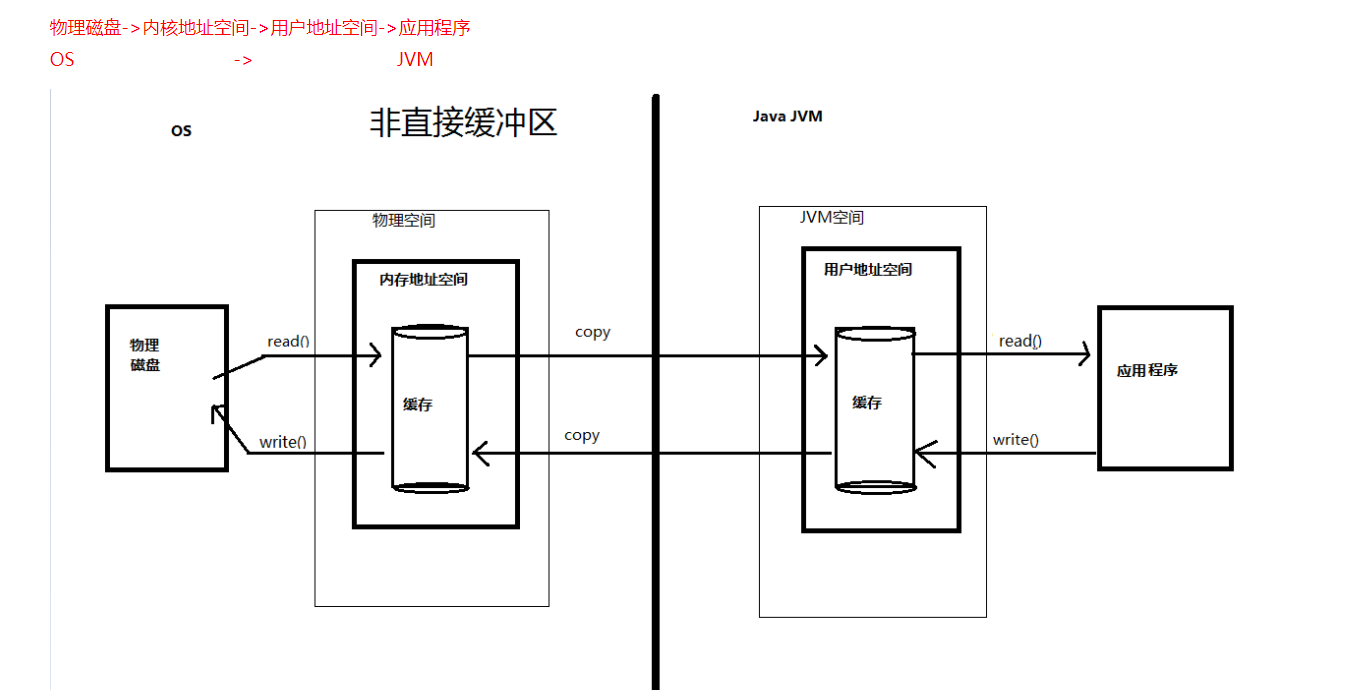 物理磁盘->内核地址空间->用户地址空间->应用程序
OS -> JVM
非直接缓冲区
OS
Java JVM
物理空间
JVM空间
内存地址空间
用户地址空间
物理
磁盘
read()
copy
read()
应用程序
缓存
缓存
write()
copy
write()